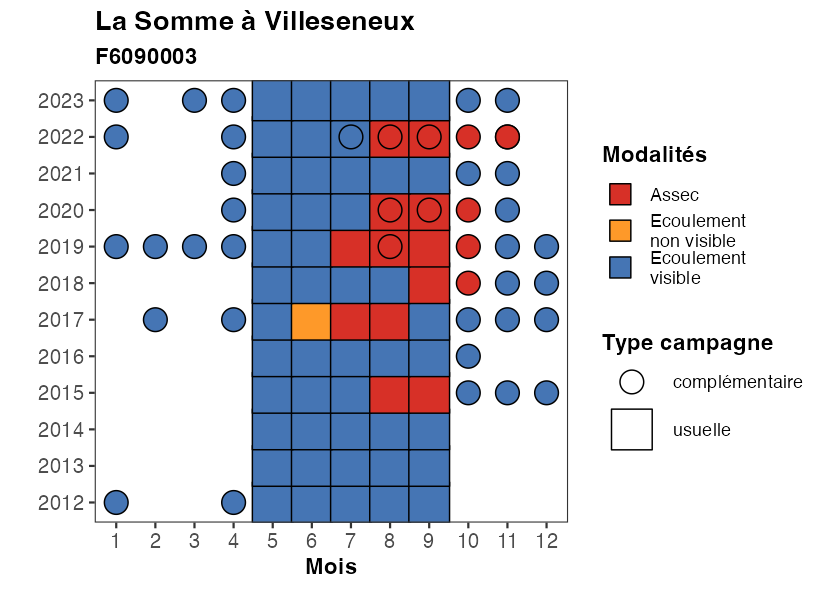 La Somme à Villeseneux
F6090003
2023
2022
2021
2020
2019
2018
2017
2016
2015
2014
2013
2012
1 2 3 4 5 6 7 8 9 10 11 12
Mois
Modalités
Assec
Ecoulement
non visible
Ecoulement
visible
Type campagne
complémentaire
usuelle